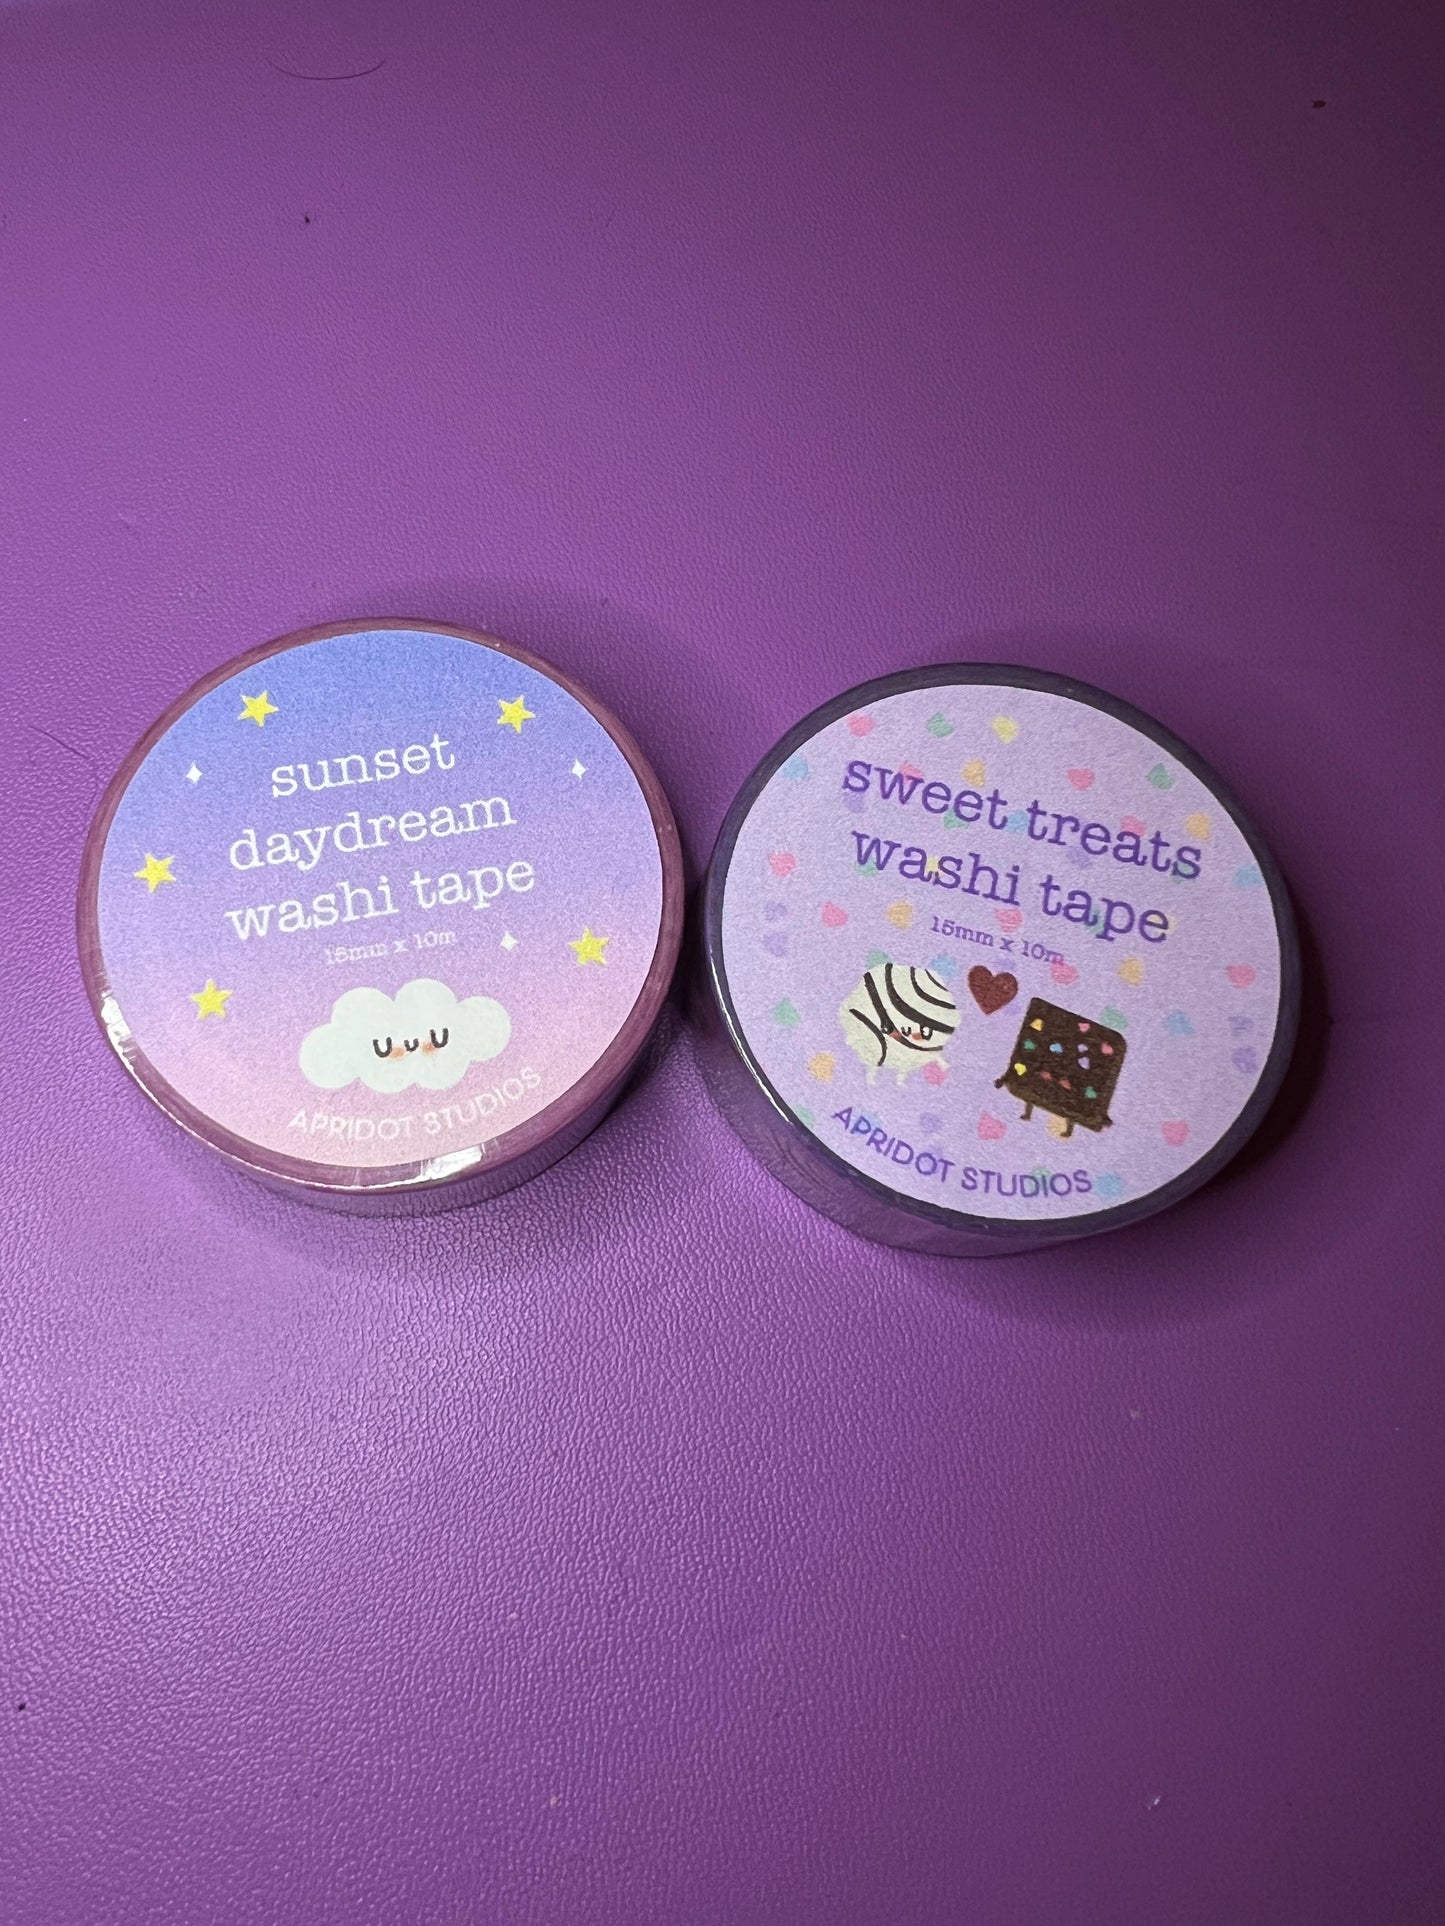 sunset
daydream
washi tape
15mm x 10m
APRIDOT STUDIOS
sweet treats
washi tape
15mm x 10m
APRIDOT STUDIOS